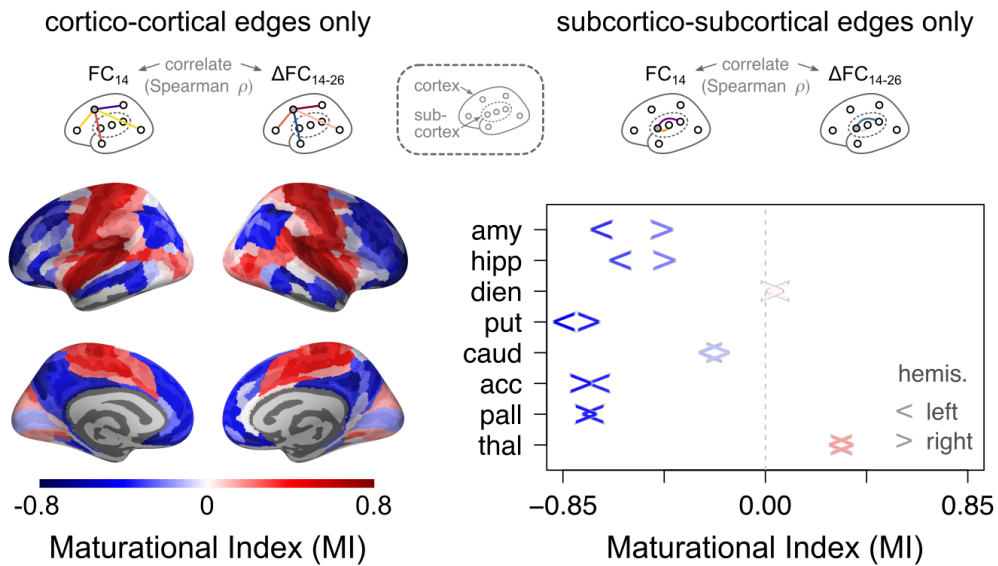 cortico-cortical edges only
FC14 correlate (Spearman ρ) ΔFC14-26
cortex
sub-cortex
subcortico-subcortical edges only
FC14 correlate (Spearman ρ) ΔFC14-26
-0.8 0 0.8
Maturational Index (MI)
amy
hipp
dien
put
caud
acc
pall
thal
hemis.
< left
> right
−0.85 0.00 0.85
Maturational Index (MI)